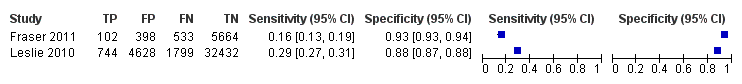 Study TP FP FN TN Sensitivity (95% CI) Specificity (95% CI) Sensitivity (95% CI) Specificity (95% CI)
Fraser 2011 102 398 533 5664 0.16 [0.13, 0.19] 0.93 [0.93, 0.94]
Leslie 2010 744 4628 1799 32432 0.29 [0.27, 0.31] 0.88 [0.87, 0.88]
0 0.2 0.4 0.6 0.8 1 0 0.2 0.4 0.6 0.8 1